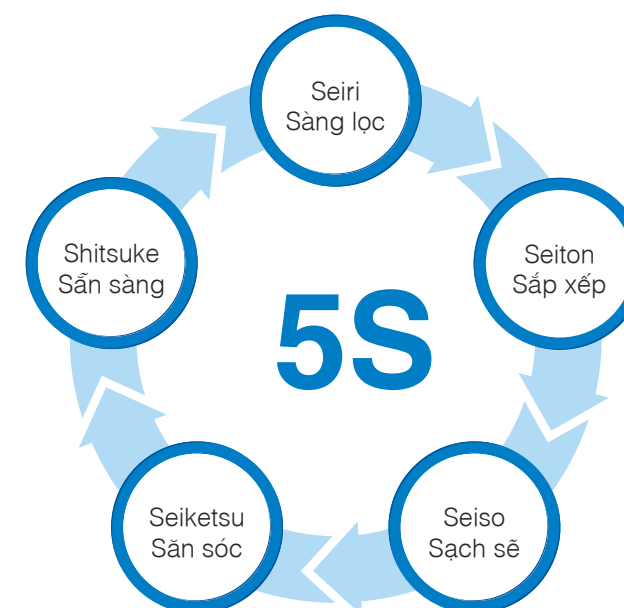 Seiri
Sàng lọc
Seiton
Sắp xếp
Seiso
Sạch sẽ
Seiketsu
Săn sóc
Shitsuke
Sẵn sàng
5S